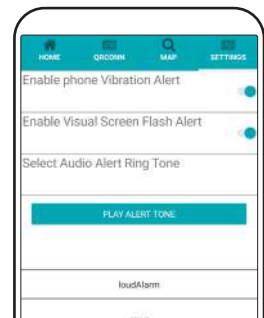 HOME QRCONN MAP SETTINGS
Enable phone Vibration Alert
Enable Visual Screen Flash Alert
Select Audio Alert Ring Tone
PLAY ALERT TONE
loudAlarm